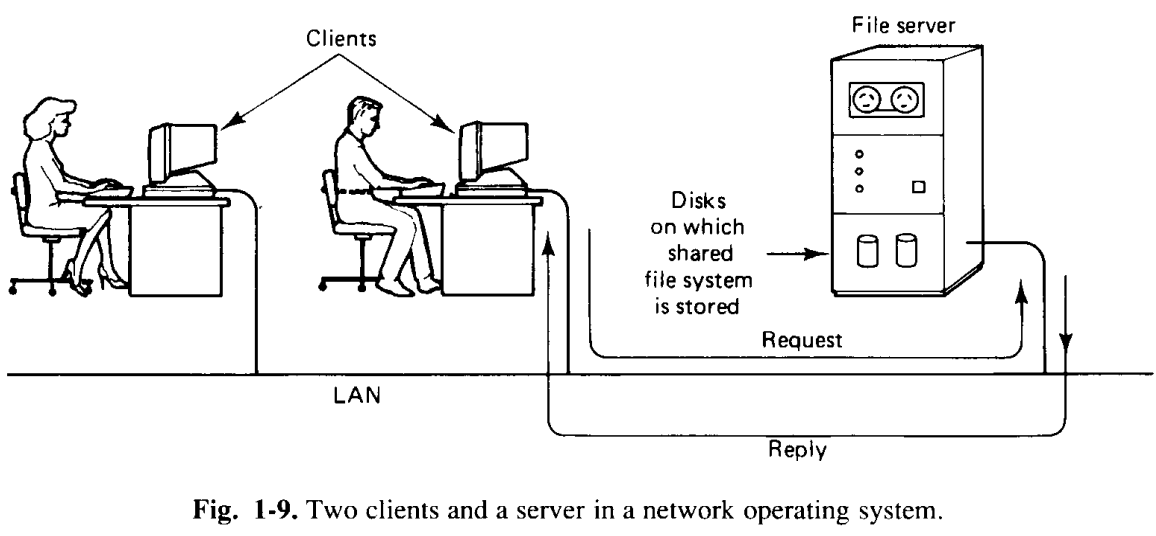 Clients
File server
Disks
on which
shared
file system
is stored
Request
LAN
Reply
Fig. 1-9. Two clients and a server in a network operating system.